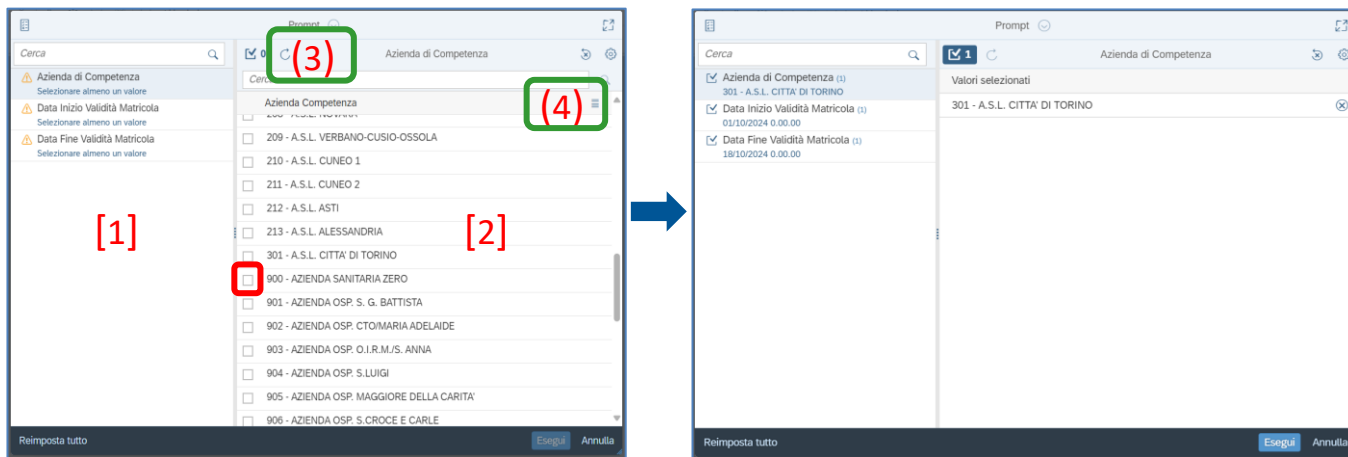 Prompt
Cerca
0
(3)
Azienda di Competenza
Azienda di Competenza
Selezionare almeno un valore
Data Inizio Validità Matricola
Selezionare almeno un valore
Data Fine Validità Matricola
Selezionare almeno un valore
[1]
Azienda Competenza
(4)
209 - A.S.L. VERBANO-CUSIO-OSSOLA
210 - A.S.L. CUNEO 1
211 - A.S.L. CUNEO 2
212 - A.S.L. ASTI
213 - A.S.L. ALESSANDRIA
[2]
301 - A.S.L. CITTA' DI TORINO
900 - AZIENDA SANITARIA ZERO
901 - AZIENDA OSP. S. G. BATTISTA
902 - AZIENDA OSP. CTO/MARIA ADELAIDE
903 - AZIENDA OSP. O.I.R.M./S. ANNA
904 - AZIENDA OSP. S.LUIGI
905 - AZIENDA OSP. MAGGIORE DELLA CARITA'
906 - AZIENDA OSP. S.CROCE E CARLE
Reimposta tutto
Esegui
Annulla
Prompt
Cerca
1
Azienda di Competenza
Azienda di Competenza (1)
301 - A.S.L. CITTA' DI TORINO
Data Inizio Validità Matricola (1)
01/10/2024 0.00.00
Data Fine Validità Matricola (1)
18/10/2024 0.00.00
Valori selezionati
301 - A.S.L. CITTA' DI TORINO
Reimposta tutto
Esegui
Annulla